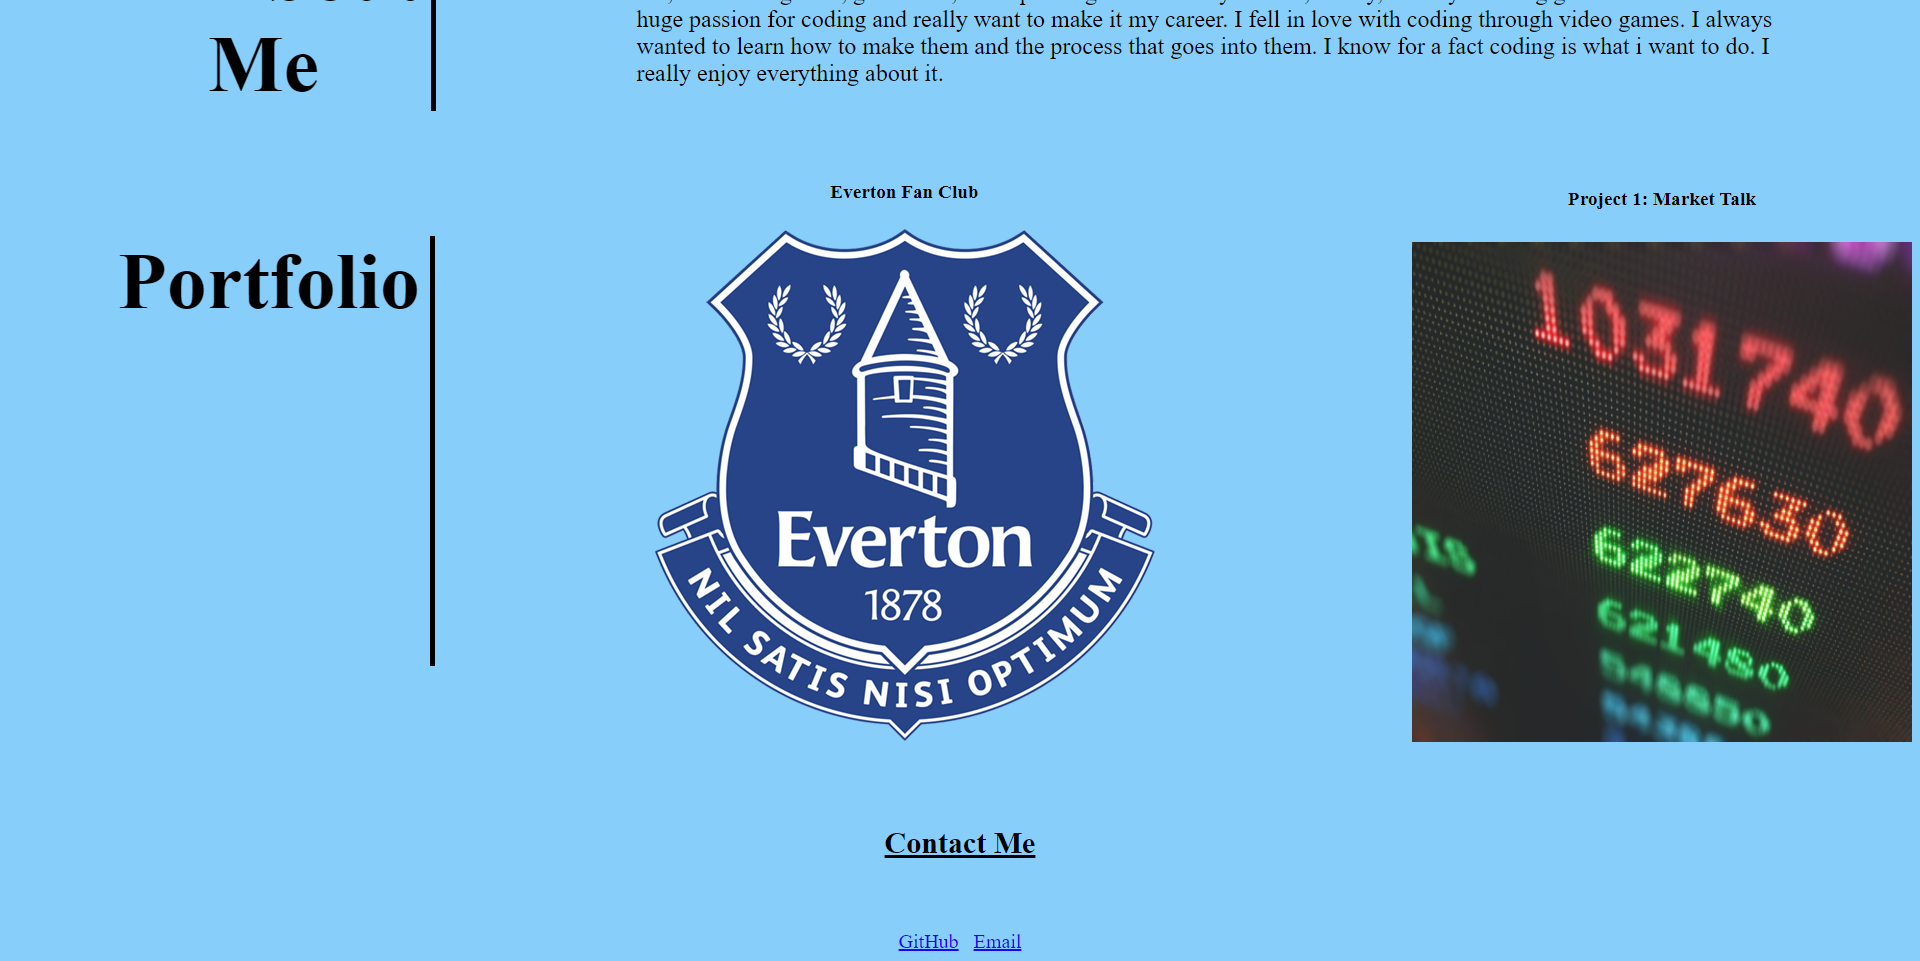 Me
huge passion for coding and really want to make it my career. I fell in love with coding through video games. I always
wanted to learn how to make them and the process that goes into them. I know for a fact coding is what i want to do. I
really enjoy everything about it.
Portfolio
Everton Fan Club
Everton
1878
NIL SATIS NISI OPTIMUM
Project 1: Market Talk
1031740
627630
622740
621480
Contact Me
GitHub Email